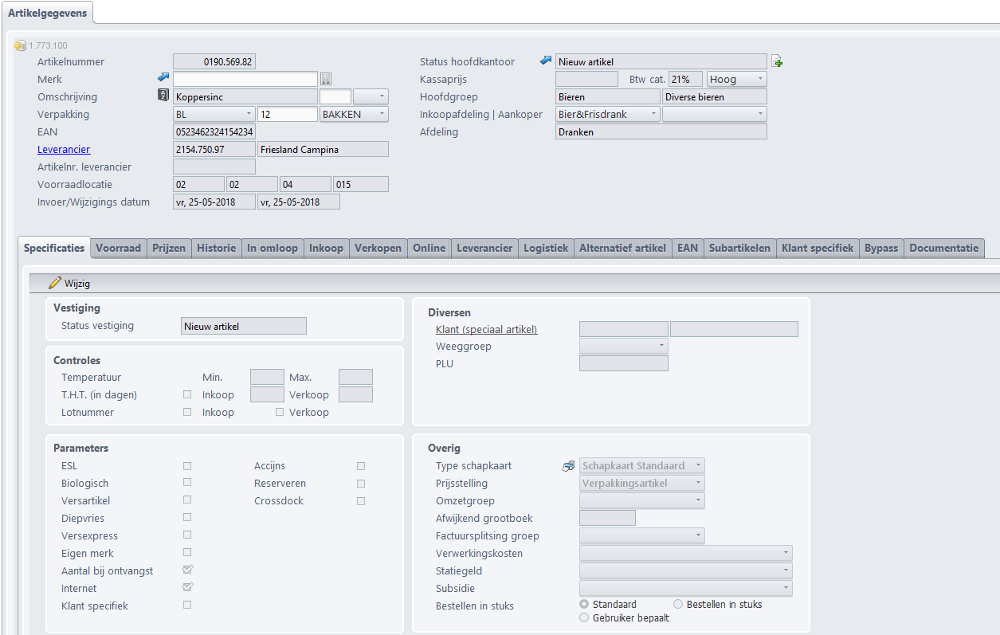 Artikelgegevens
1.773.100
Artikelnummer 0190.569.82 Status hoofdkantoor Nieuw artikel
Merk Kassaprijs Btw cat. 21% Hoog
Omschrijving Koppersinc Hoofdgroep Bieren Diverse bieren
Verpakking BL 12 BAKKEN Inkoopafdeling | Aankoper Bier&Frisdrank
EAN 0523462324154234 Afdeling Dranken
Leverancier 2154.750.97 Friesland Campina
Artikelnr. leverancier
Voorraadlocatie 02 02 04 015
Invoer/Wijzigings datum vr, 25-05-2018 vr, 25-05-2018
Specificaties Voorraad Prijzen Historie In omloop Inkoop Verkopen Online Leverancier Logistiek Alternatief artikel EAN Subartikelen Klant specifiek Bypass Documentatie
Wijzig
Vestiging
Status vestiging Nieuw artikel
Controles
Temperatuur Min. Max.
T.H.T. (in dagen) Inkoop Verkoop
Lotnummer Inkoop Verkoop
Diversen
Klant (speciaal artikel)
Weeggroep
PLU
Parameters
ESL Accijns
Biologisch Reserveren
Versartikel Crossdock
Diepvries
Versexpress
Eigen merk
Aantal bij ontvangst
Internet
Klant specifiek
Overig
Type schapkaart Schapkaart Standaard
Prijsstelling Verpakkingsartikel
Omzetgroep
Afwijkend grootboek
Factuursplitsing groep
Verwerkingskosten
Statiegeld
Subsidie
Bestellen in stuks Standaard Bestellen in stuks
Gebruiker bepaalt